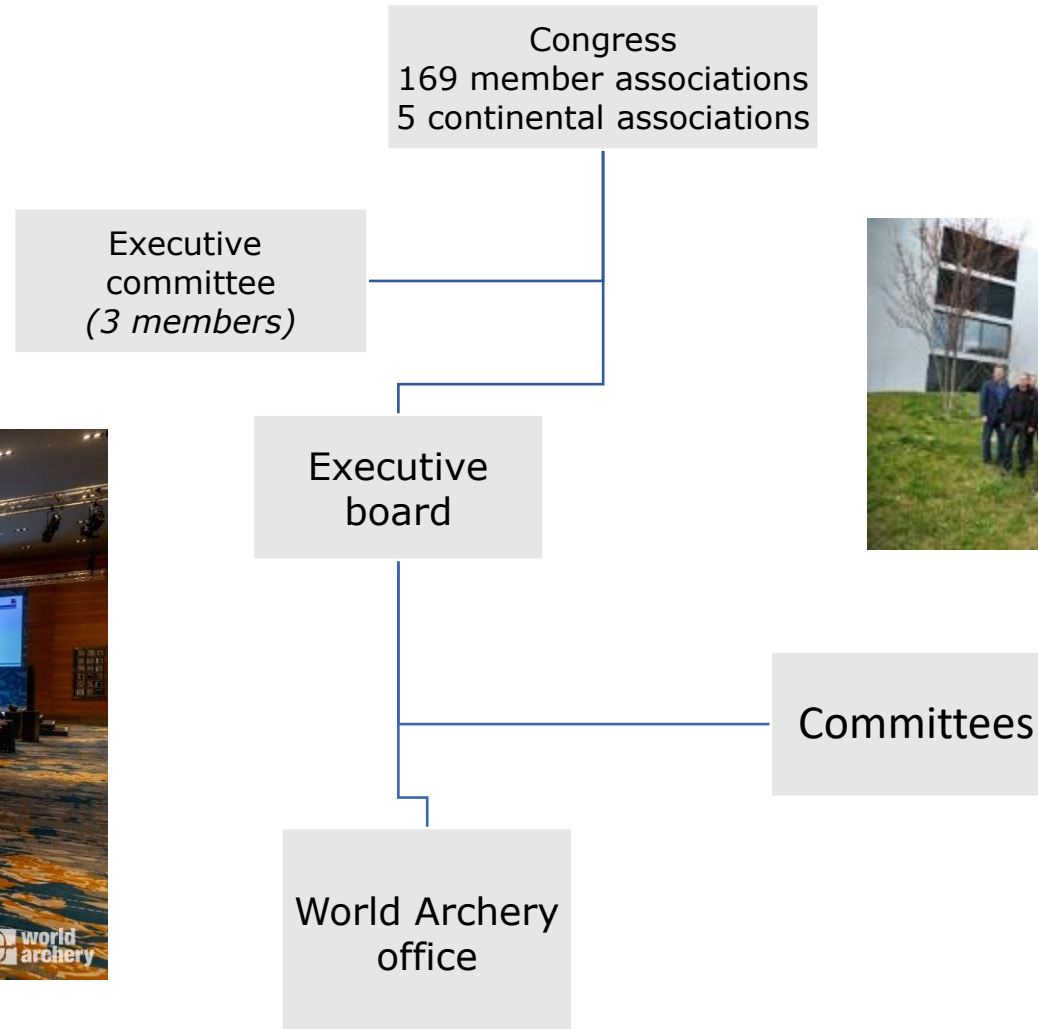 Congress
169 member associations
5 continental associations
Executive
committee
(3 members)
Executive
board
Committees
World Archery
office
world
archery